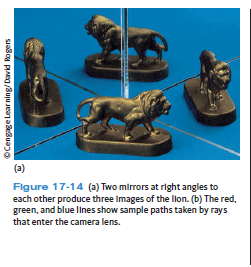 © Cengage Learning/David Rogers
(a)
Figure 17-14 (a) Two mirrors at right angles to
each other produce three images of the lion. (b) The red,
green, and blue lines show sample paths taken by rays
that enter the camera lens.